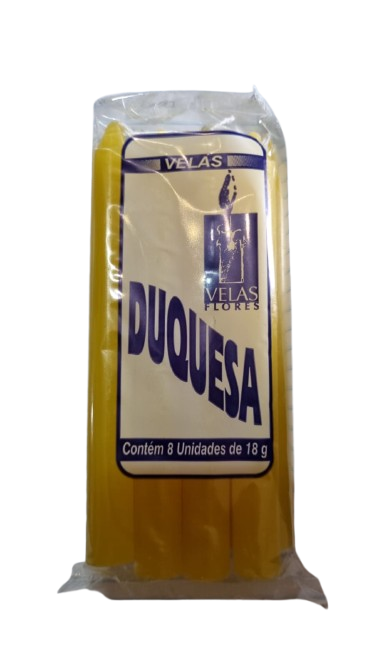 VELAS
VELAS
FLORES
DUQUESA
Contém 8 Unidades de 18 g